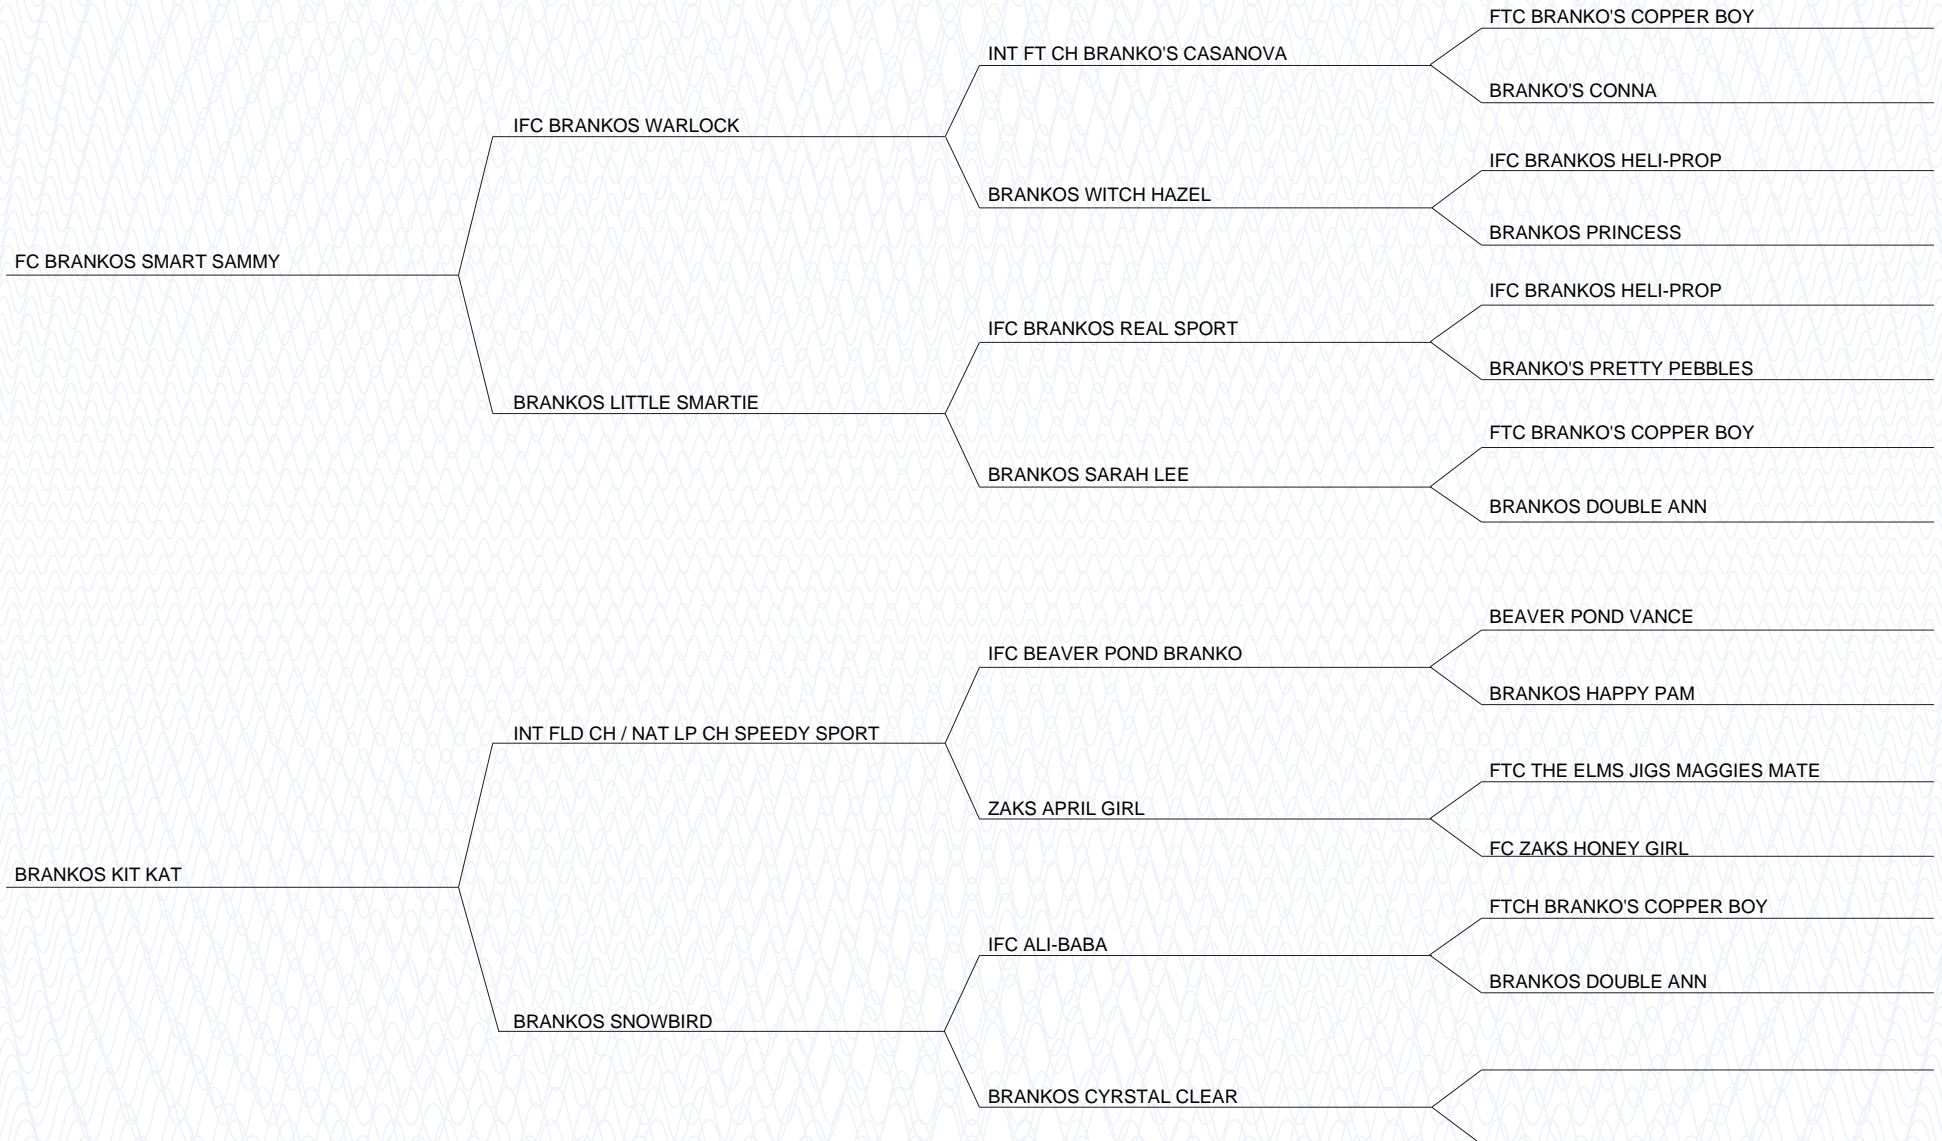 FTC BRANKO'S COPPER BOY
INT FT CH BRANKO'S CASANOVA
BRANKO'S CONNA
IFC BRANKOS WARLOCK
IFC BRANKOS HELI-PROP
BRANKOS WITCH HAZEL
BRANKOS PRINCESS
FC BRANKOS SMART SAMMY
IFC BRANKOS HELI-PROP
IFC BRANKOS REAL SPORT
BRANKO'S PRETTY PEBBLES
BRANKOS LITTLE SMARTIE
FTC BRANKO'S COPPER BOY
BRANKOS SARAH LEE
BRANKOS DOUBLE ANN
BEAVER POND VANCE
IFC BEAVER POND BRANKO
BRANKOS HAPPY PAM
INT FLD CH / NAT LP CH SPEEDY SPORT
FTC THE ELMS JIGS MAGGIES MATE
ZAKS APRIL GIRL
FC ZAKS HONEY GIRL
BRANKOS KIT KAT
FTCH BRANKO'S COPPER BOY
IFC ALI-BABA
BRANKOS DOUBLE ANN
BRANKOS SNOWBIRD
BRANKOS CYRSTAL CLEAR